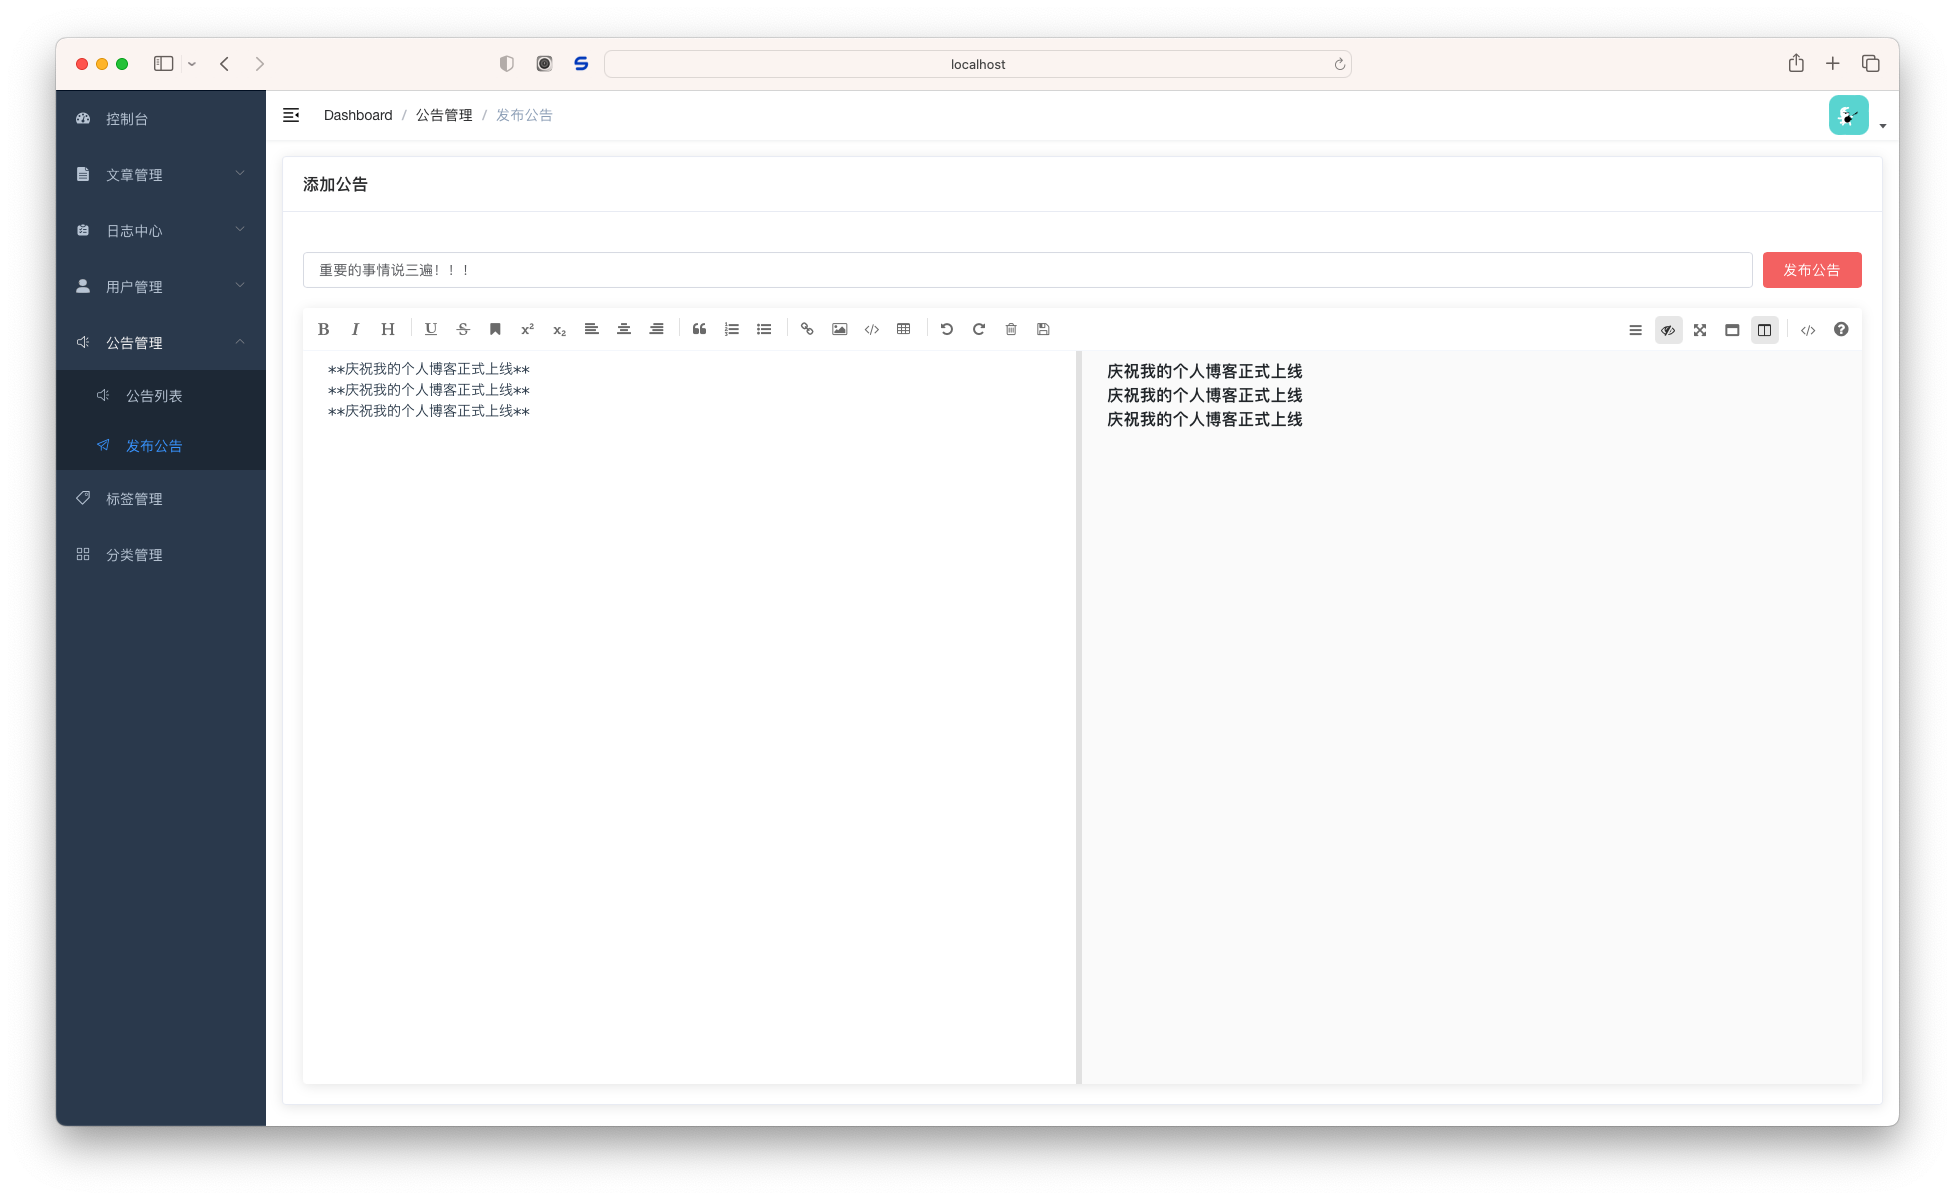 localhost
控制台
文章管理
日志中心
用户管理
公告管理
公告列表
发布公告
标签管理
分类管理
Dashboard / 公告管理 / 发布公告
添加公告
重要的事情说三遍！！！
发布公告
B I H U S x² x₂
**庆祝我的个人博客正式上线**
**庆祝我的个人博客正式上线**
**庆祝我的个人博客正式上线**
庆祝我的个人博客正式上线
庆祝我的个人博客正式上线
庆祝我的个人博客正式上线